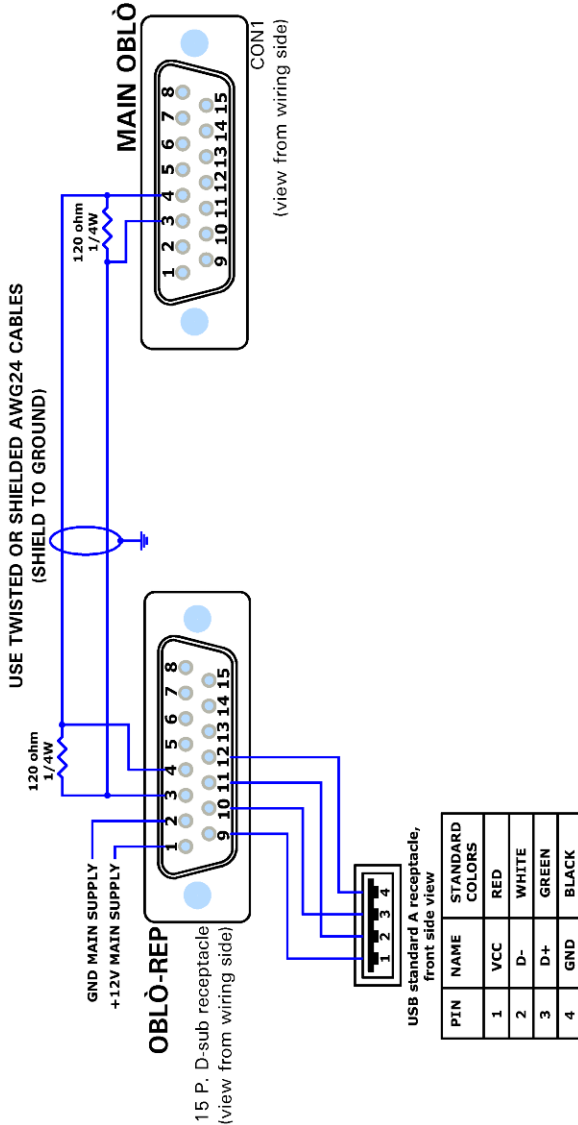 USE TWISTED OR SHIELDED AWG24 CABLES
(SHIELD TO GROUND)
120 ohm
1/4W
120 ohm
1/4W
GND MAIN SUPPLY
+12V MAIN SUPPLY
OBLÒ-REP
15 P. D-sub receptacle
(view from wiring side)
1 2 3 4 5 6 7 8
9 10 11 12 13 14 15
MAIN OBLÒ
1 2 3 4 5 6 7 8
9 10 11 12 13 14 15
CON1
(view from wiring side)
1 2 3 4
USB standard A receptacle,
front side view
PIN NAME STANDARD COLORS
1 VCC RED
2 D- WHITE
3 D+ GREEN
4 GND BLACK